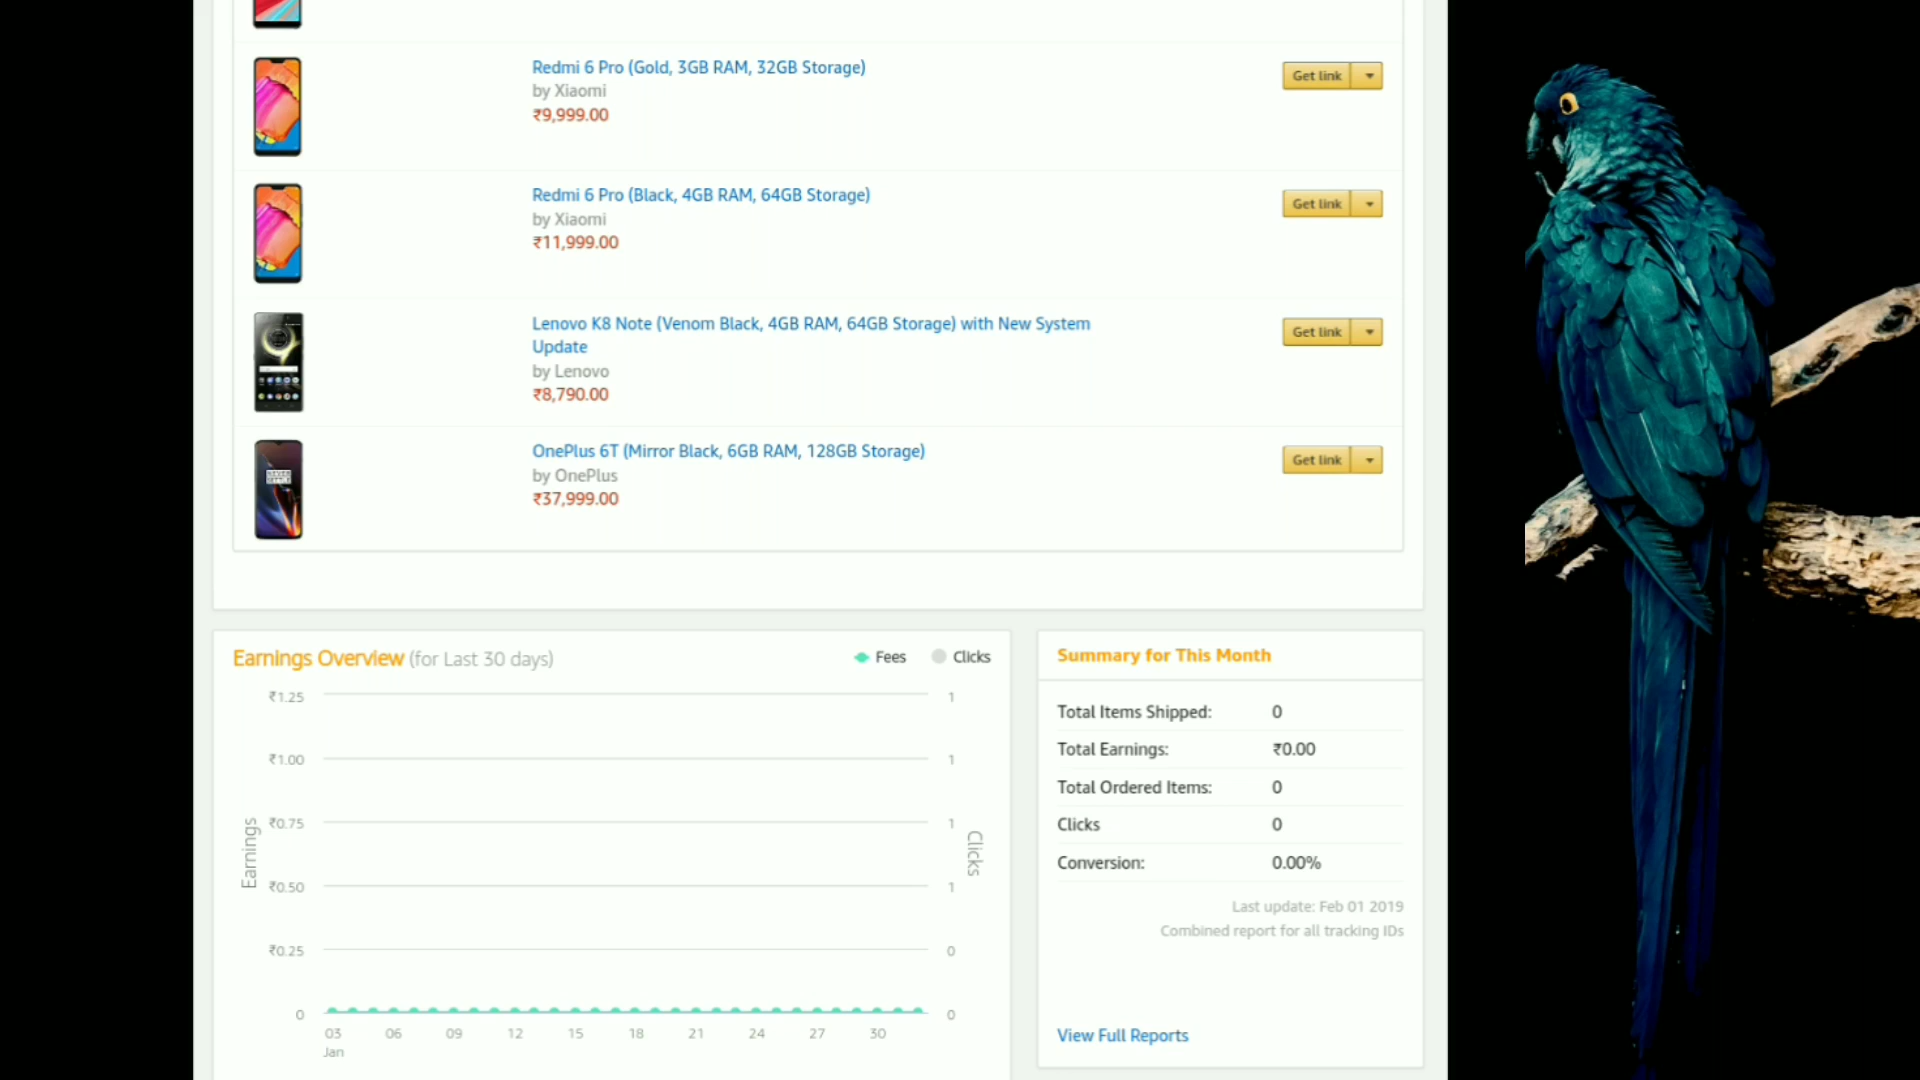 Redmi 6 Pro (Gold, 3GB RAM, 32GB Storage)
by Xiaomi
₹9,999.00
Get link
Redmi 6 Pro (Black, 4GB RAM, 64GB Storage)
by Xiaomi
₹11,999.00
Get link
Lenovo K8 Note (Venom Black, 4GB RAM, 64GB Storage) with New System
Update
by Lenovo
₹8,790.00
Get link
OnePlus 6T (Mirror Black, 6GB RAM, 128GB Storage)
by OnePlus
₹37,999.00
Get link
Earnings Overview (for Last 30 days)
Fees
Clicks
₹1.25
₹1.00
₹0.75
₹0.50
₹0.25
0
Earnings
1
1
1
1
0
0
Clicks
03 06 09 12 15 18 21 24 27 30
Jan
Summary for This Month
Total Items Shipped: 0
Total Earnings: ₹0.00
Total Ordered Items: 0
Clicks 0
Conversion: 0.00%
Last update: Feb 01 2019
Combined report for all tracking IDs
View Full Reports